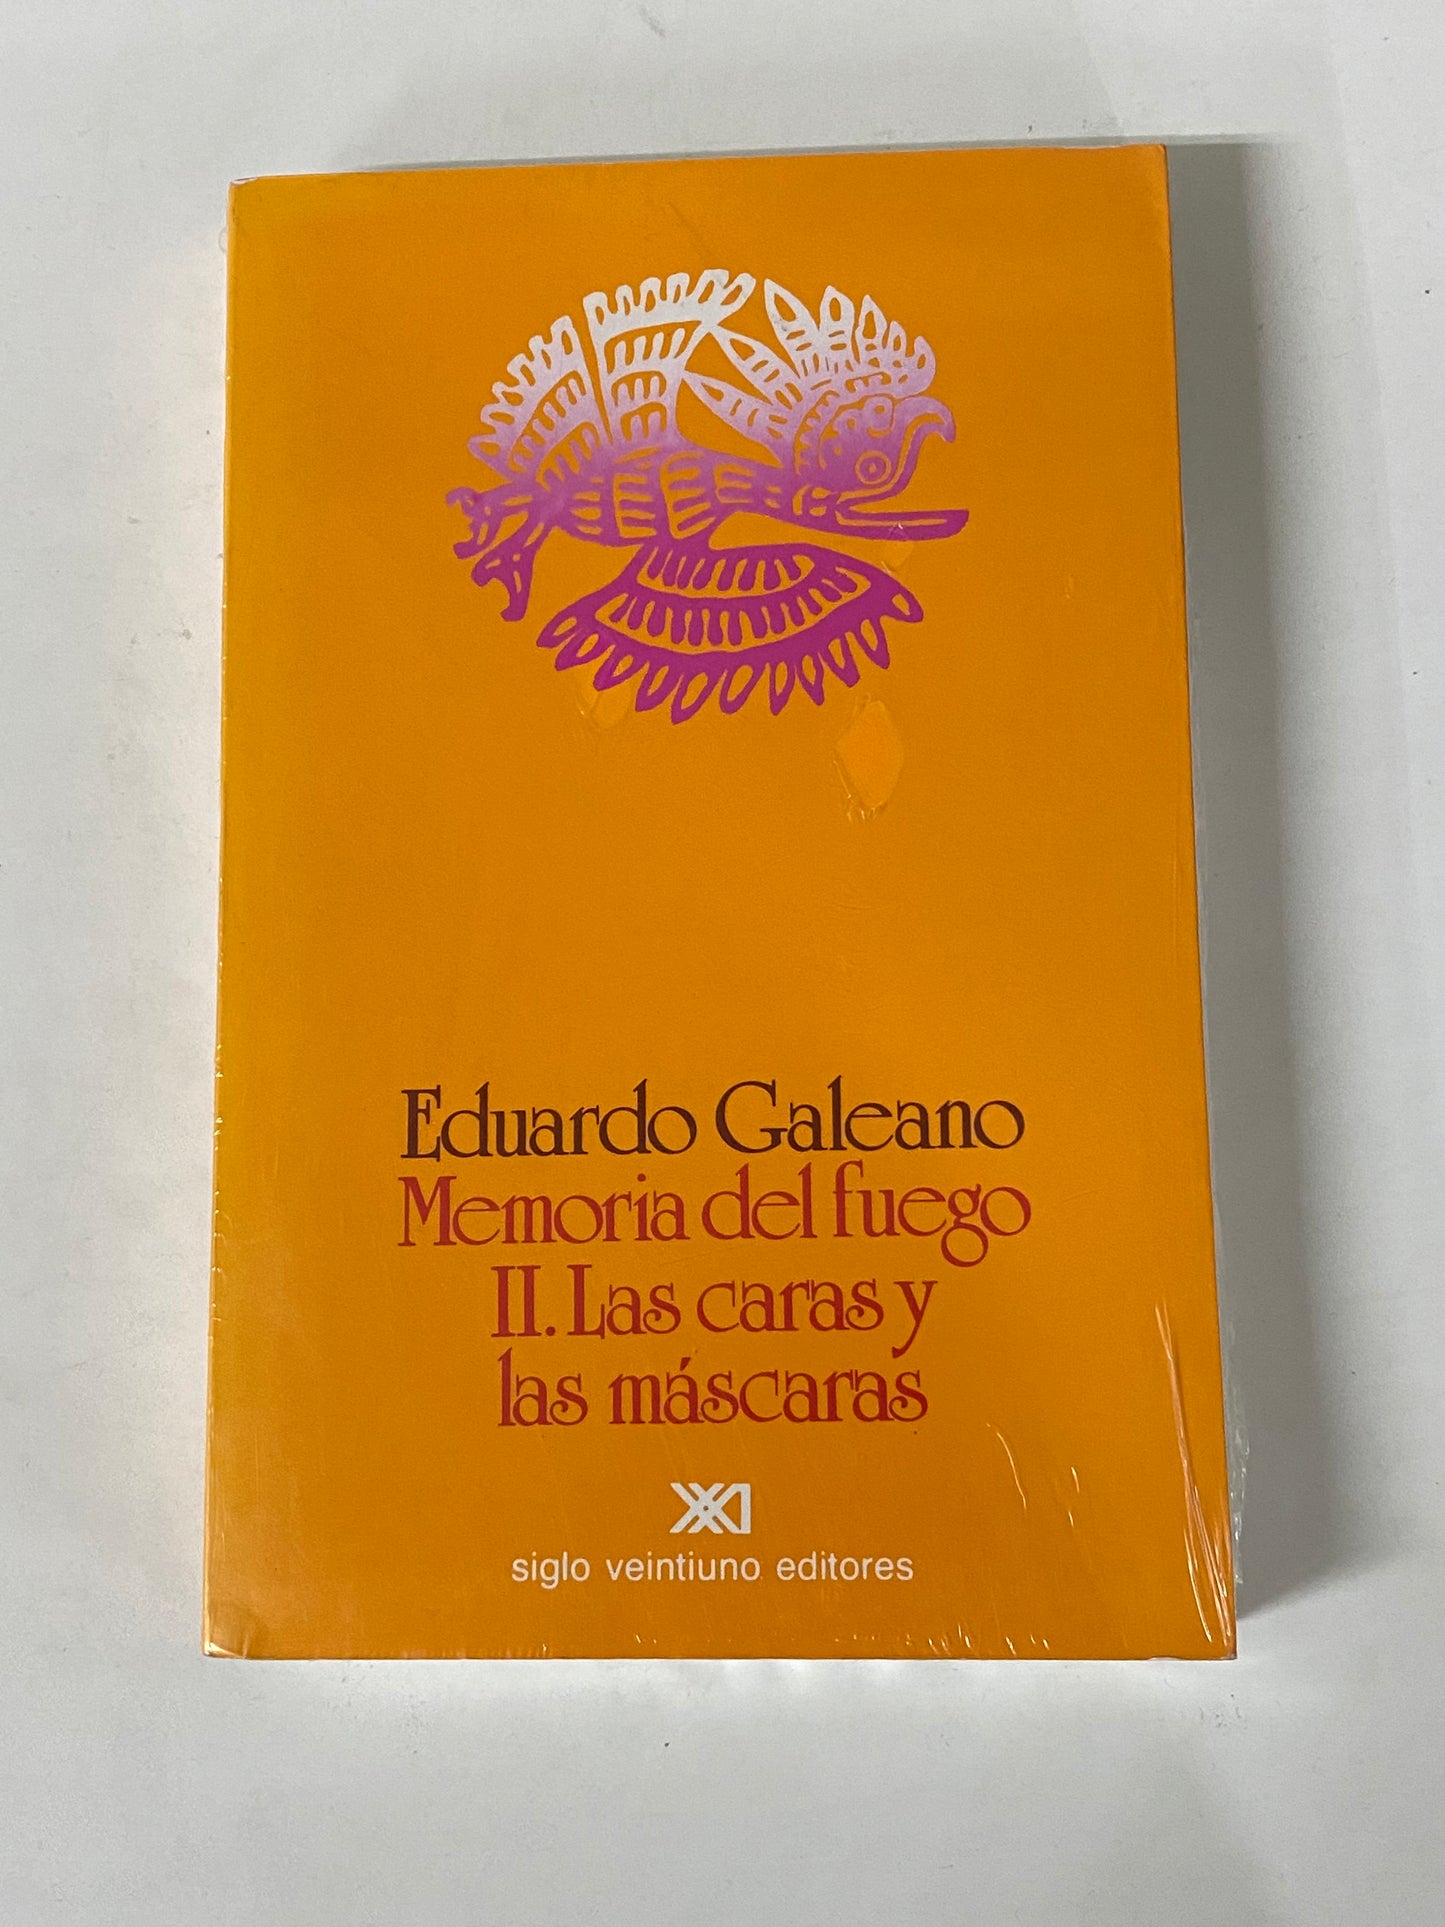 Eduardo Galeano
Memoria del fuego
II. Las caras y
las máscaras
siglo veintiuno editores